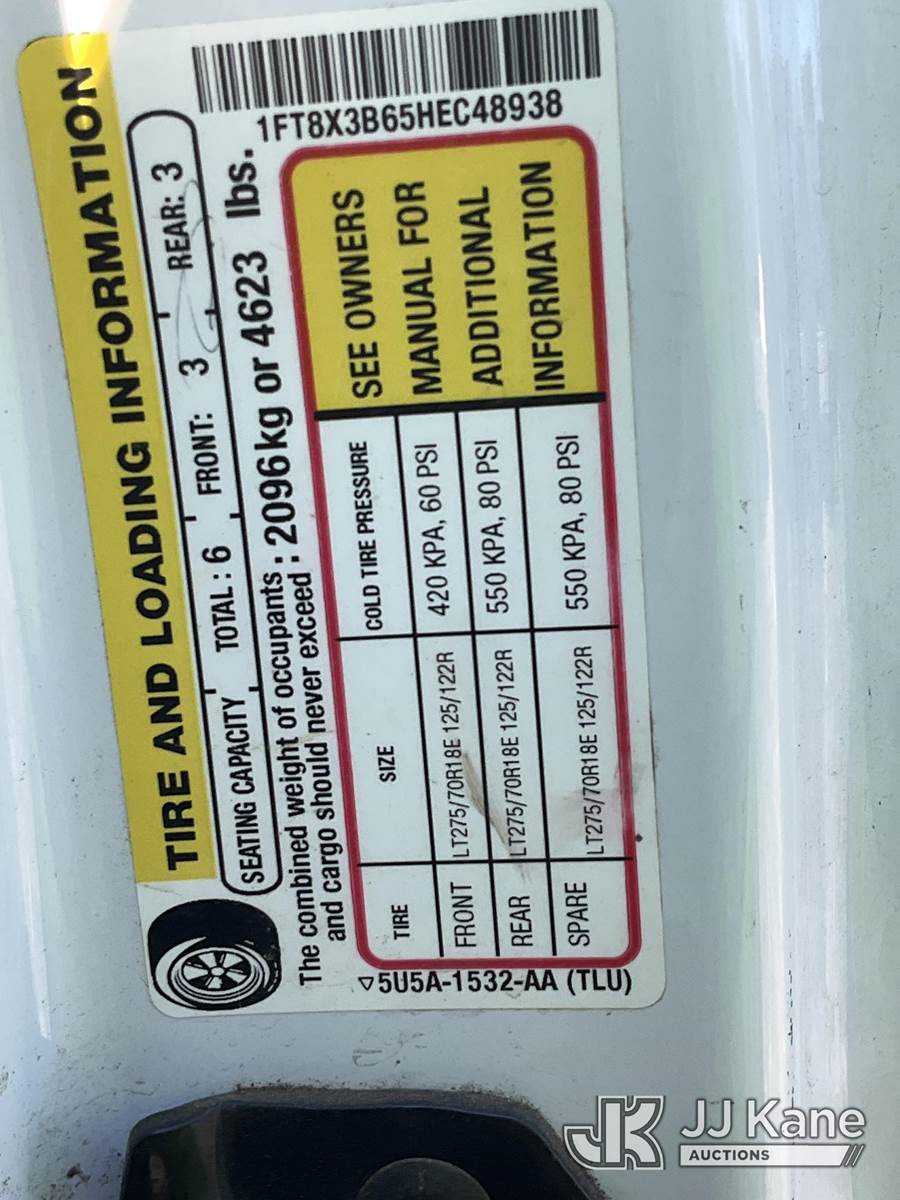 TIRE AND LOADING INFORMATION
1FT8X3B65HEC48938
SEATING CAPACITY TOTAL : 6 FRONT: 3 REAR: 3
The combined weight of occupants
and cargo should never exceed : 2096kg or 4623 lbs.
TIRE SIZE COLD TIRE PRESSURE
FRONT LT275/70R18E 125/122R 420 KPA, 60 PSI
REAR LT275/70R18E 125/122R 550 KPA, 80 PSI
SPARE LT275/70R18E 125/122R 550 KPA, 80 PSI
SEE OWNERS
MANUAL FOR
ADDITIONAL
INFORMATION
5U5A-1532-AA (TLU)
JK JJ Kane
AUCTIONS